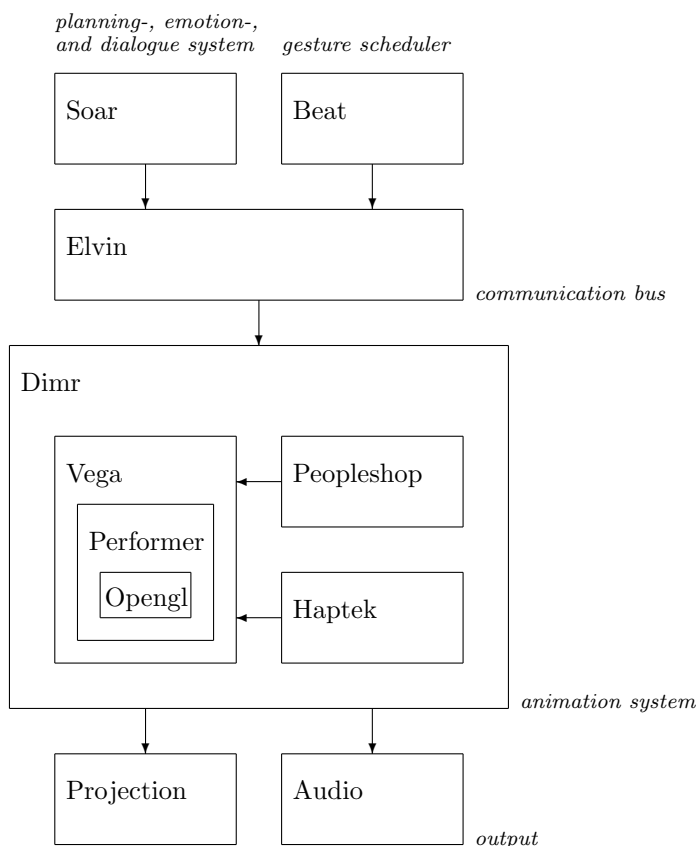 planning-, emotion-,
and dialogue system
gesture scheduler
Soar
Beat
Elvin
communication bus
Dimr
Vega
Peopleshop
Performer
Opengl
Haptek
animation system
Projection
Audio
output